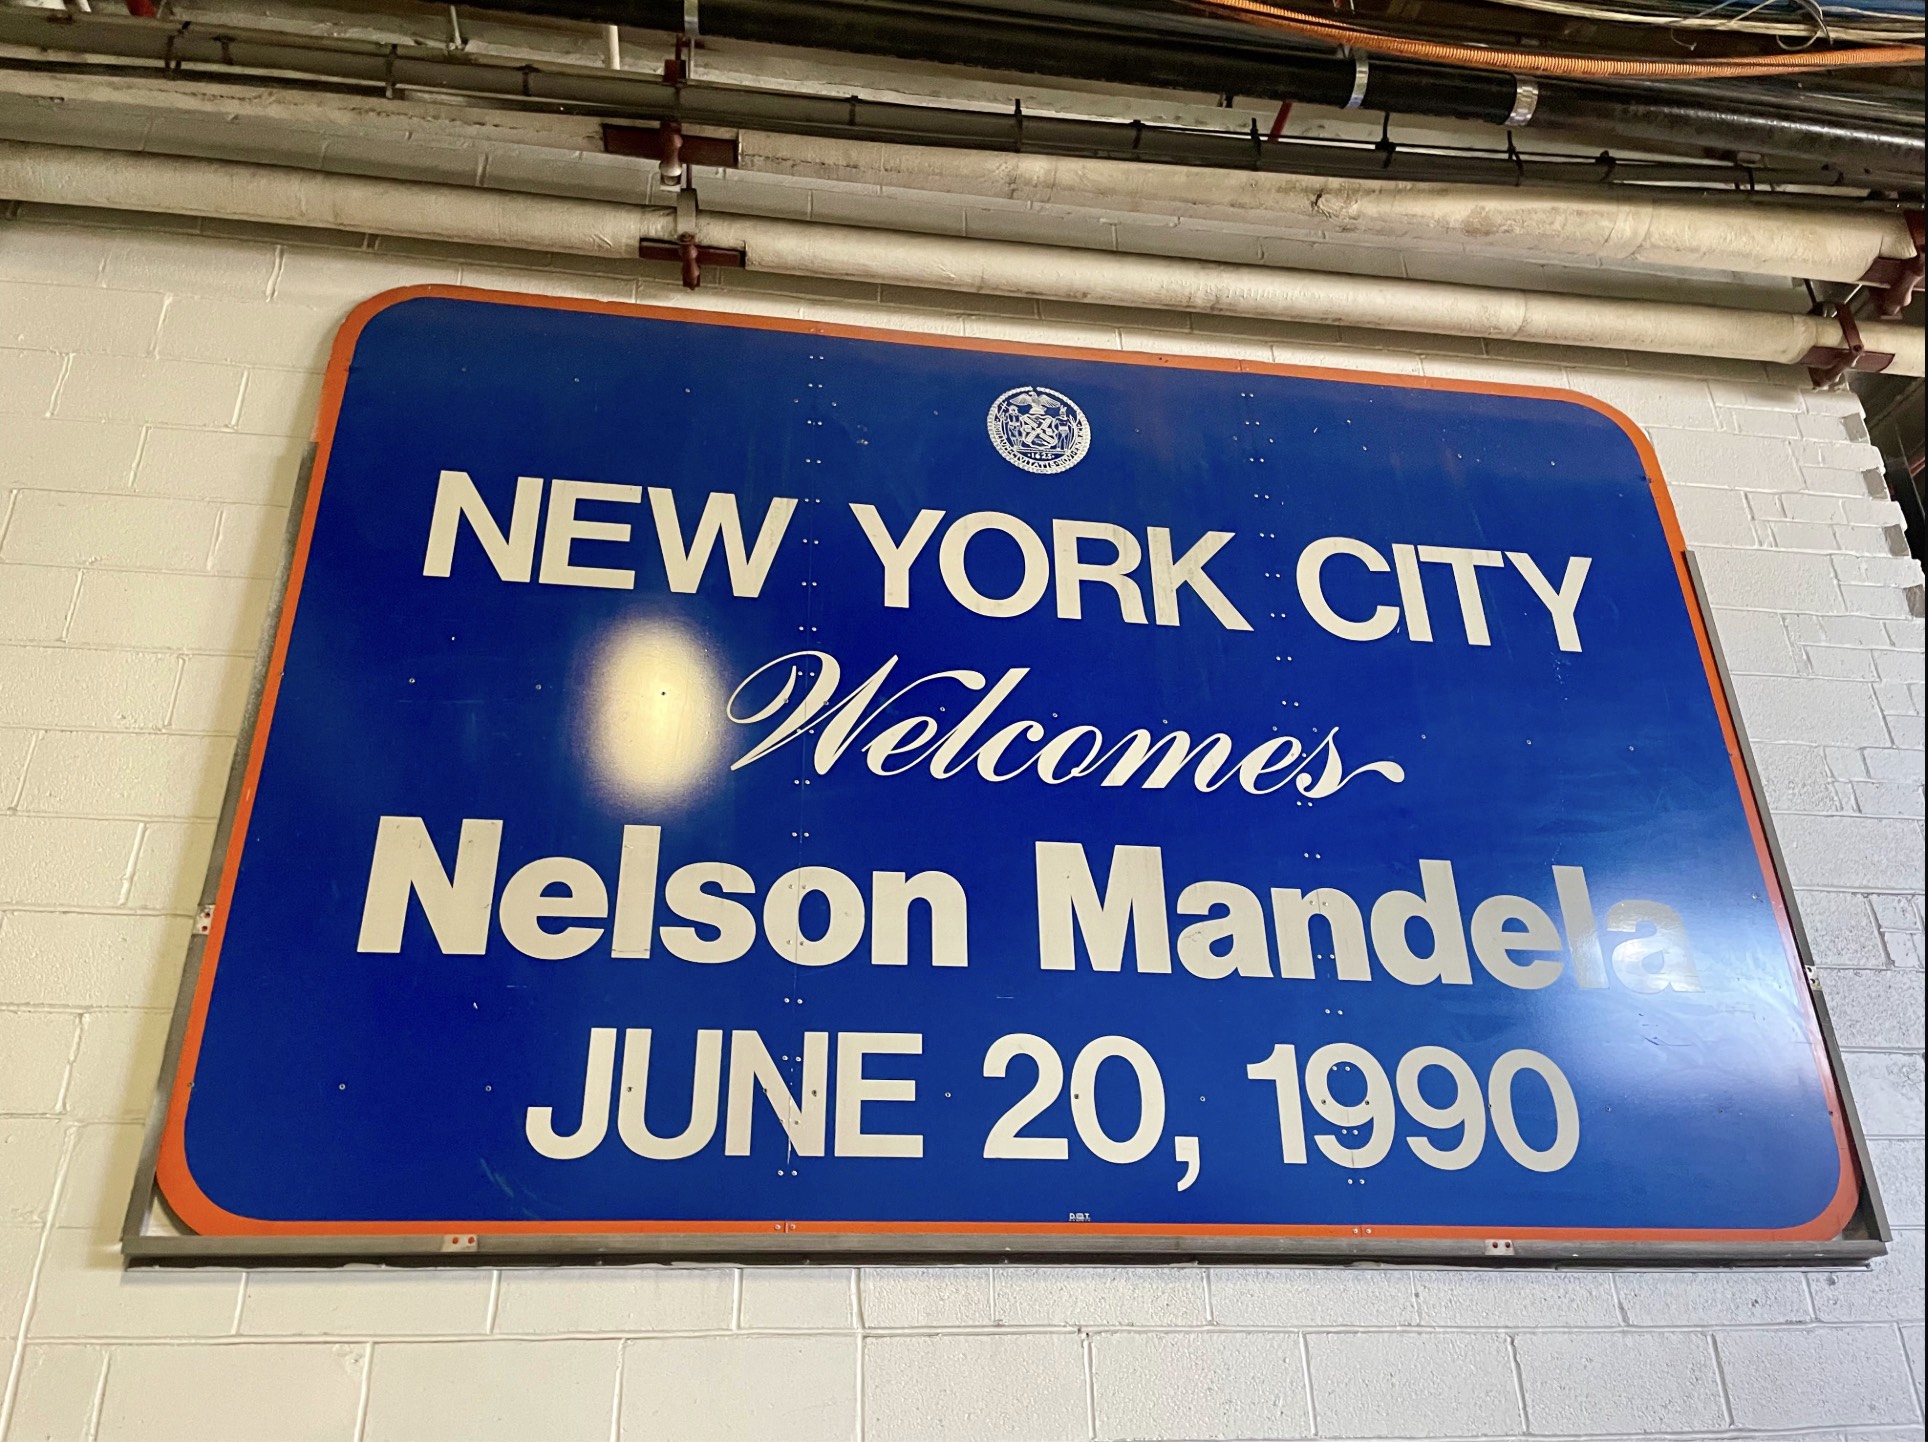 NEW YORK CITY
Welcomes
Nelson Mandela
JUNE 20, 1990